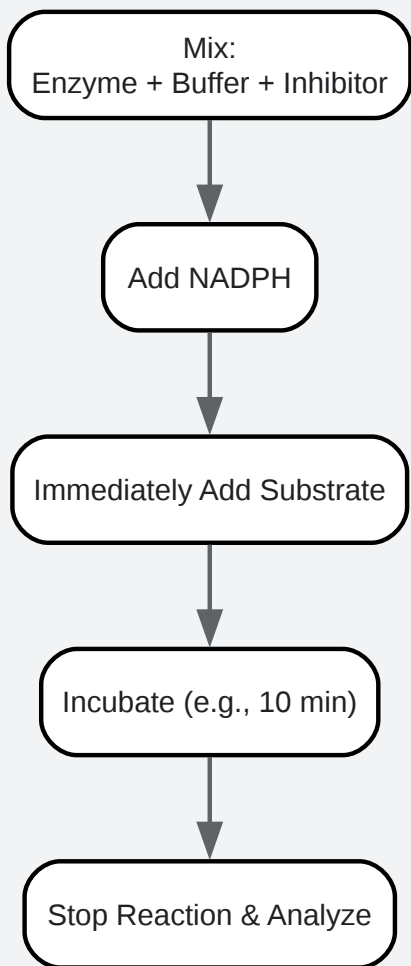 Mix:
Enzyme + Buffer + Inhibitor
Add NADPH
Immediately Add Substrate
Incubate (e.g., 10 min)
Stop Reaction & Analyze